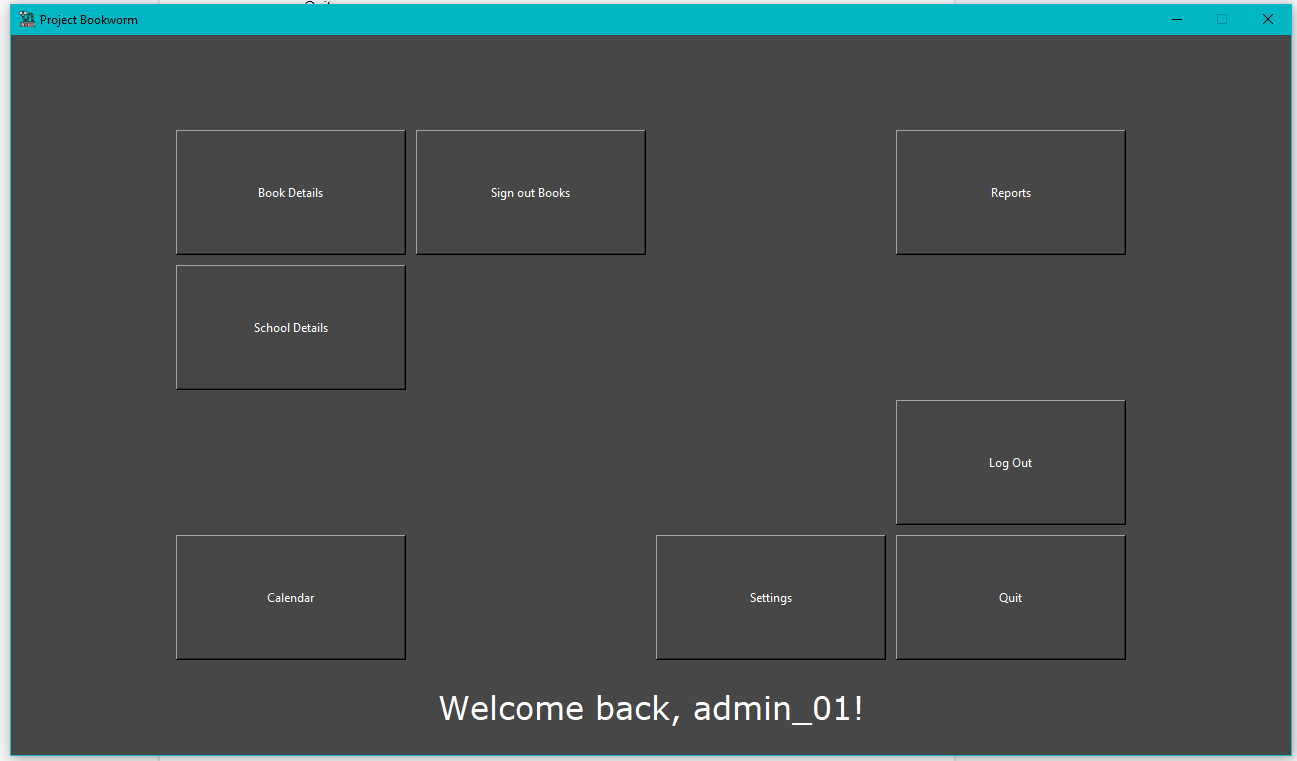 Project Bookworm
Book Details
Sign out Books
Reports
School Details
Log Out
Calendar
Settings
Quit
Welcome back, admin_01!